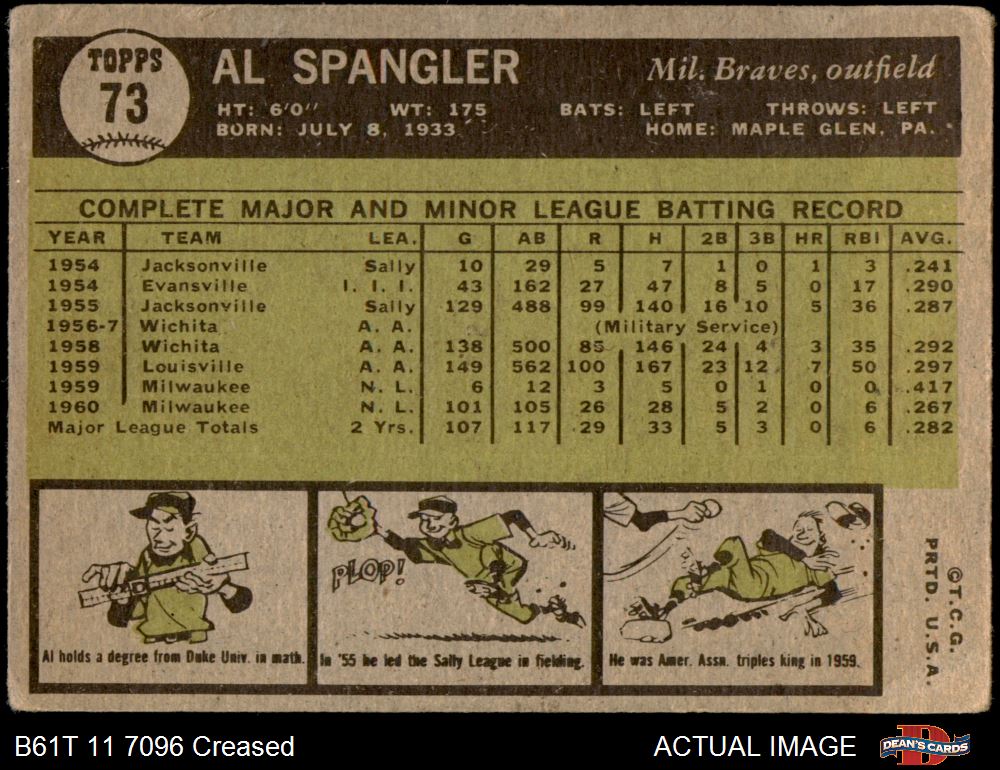 TOPPS
73
AL SPANGLER
Mil. Braves, outfield
HT: 6'0" WT: 175 BATS: LEFT THROWS: LEFT
BORN: JULY 8, 1933 HOME: MAPLE GLEN, PA.
COMPLETE MAJOR AND MINOR LEAGUE BATTING RECORD
YEAR TEAM LEA. G AB R H 2B 3B HR RBI AVG.
1954 Jacksonville Sally 10 29 5 7 1 0 1 3 .241
1954 Evansville I. I. I. 43 162 27 47 8 5 0 17 .290
1955 Jacksonville Sally 129 488 99 140 16 10 5 36 .287
1956-7 Wichita A. A. (Military Service)
1958 Wichita A. A. 138 500 85 146 24 4 3 35 .292
1959 Louisville A. A. 149 562 100 167 23 12 7 50 .297
1959 Milwaukee N. L. 6 12 3 5 0 1 0 0 .417
1960 Milwaukee N. L. 101 105 26 28 5 2 0 6 .267
Major League Totals 2 Yrs. 107 117 29 33 5 3 0 6 .282
PLOP!
Al holds a degree from Duke Univ. in math.
In '55 he led the Sally League in fielding.
He was Amer. Assn. triples king in 1959.
©T.C.G.
PRTD. U.S.A.
B61T 11 7096 Creased
ACTUAL IMAGE
D
DEAN'S CARDS